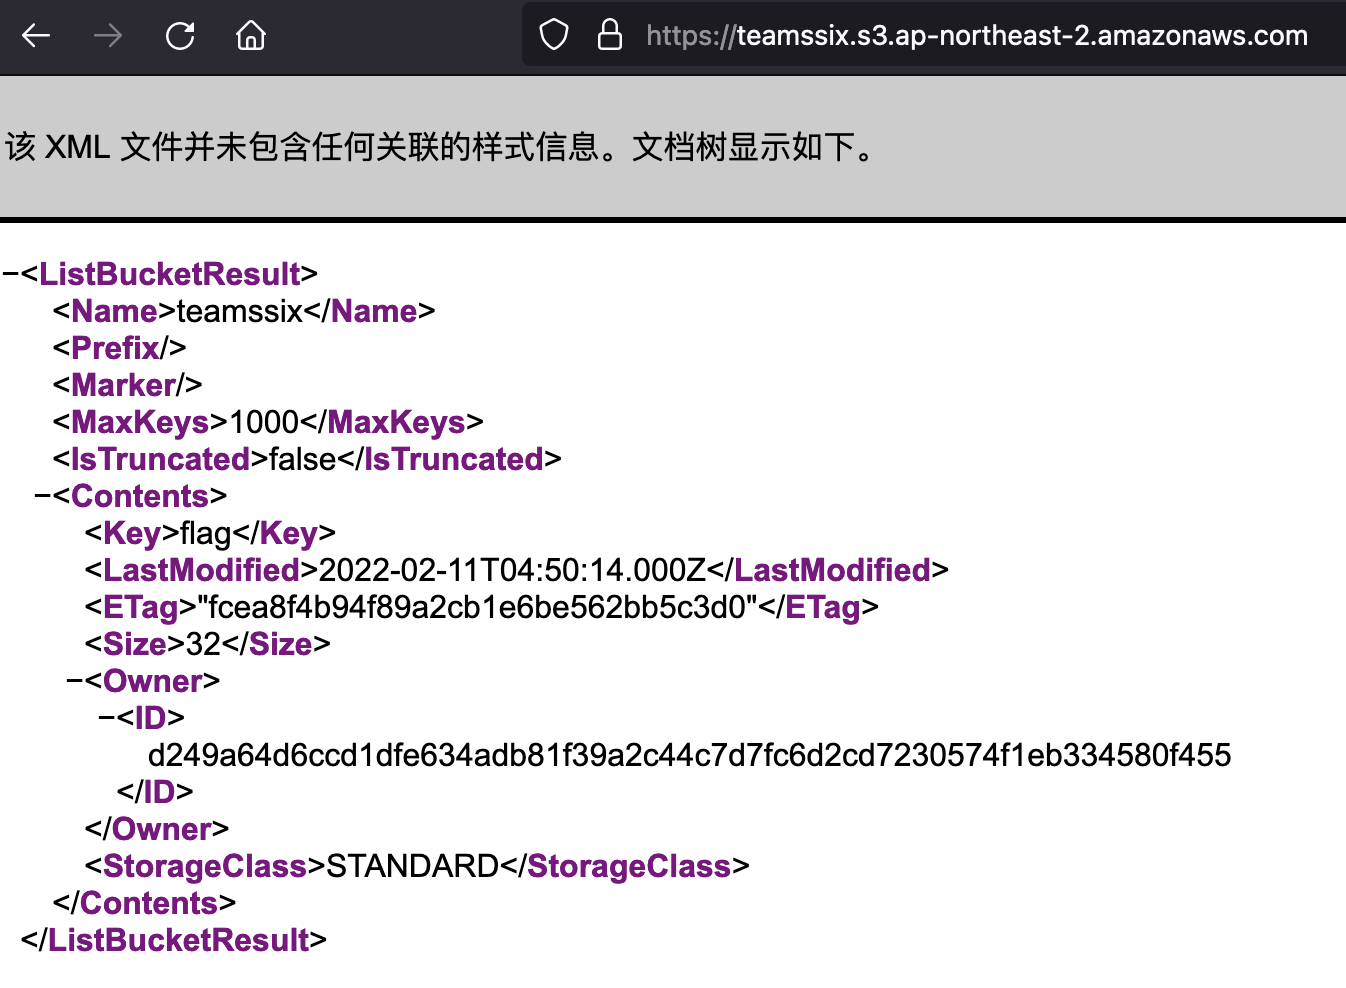 https://teamssix.s3.ap-northeast-2.amazonaws.com
该 XML 文件并未包含任何关联的样式信息。文档树显示如下。
−<ListBucketResult>
<Name>teamssix</Name>
<Prefix/>
<Marker/>
<MaxKeys>1000</MaxKeys>
<IsTruncated>false</IsTruncated>
−<Contents>
<Key>flag</Key>
<LastModified>2022-02-11T04:50:14.000Z</LastModified>
<ETag>"fcea8f4b94f89a2cb1e6be562bb5c3d0"</ETag>
<Size>32</Size>
−<Owner>
−<ID>
d249a64d6ccd1dfe634adb81f39a2c44c7d7fc6d2cd7230574f1eb334580f455
</ID>
</Owner>
<StorageClass>STANDARD</StorageClass>
</Contents>
</ListBucketResult>